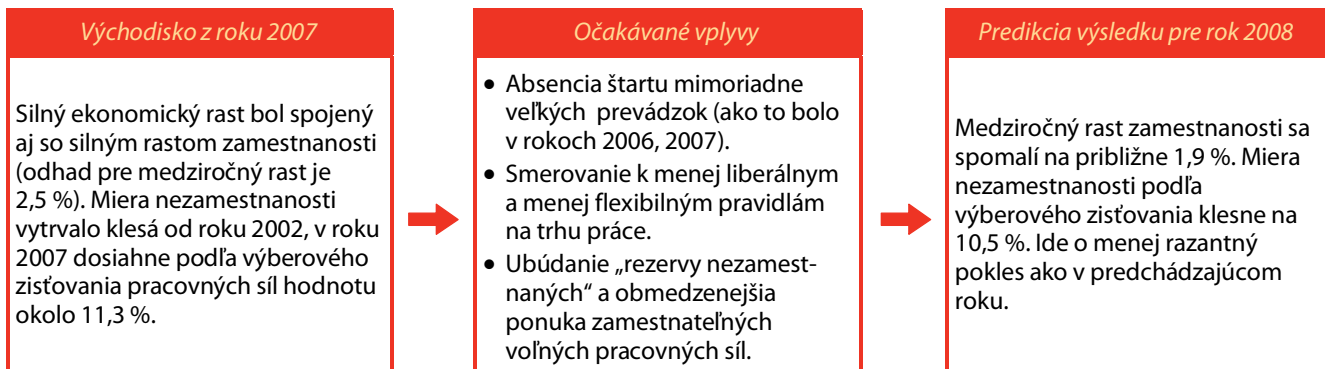 Východisko z roku 2007
Silný ekonomický rast bol spojený
aj so silným rastom zamestnanosti
(odhad pre medziročný rast je
2,5 %). Miera nezamestnanosti
vytrvalo klesá od roku 2002, v roku
2007 dosiahne podľa výberového
zisťovania pracovných síl hodnotu
okolo 11,3 %.
Očakávané vplyvy
• Absencia štartu mimoriadne
veľkých prevádzok (ako to bolo
v rokoch 2006, 2007).
• Smerovanie k menej liberálnym
a menej flexibilným pravidlám
na trhu práce.
• Ubúdanie „rezervy nezamest-
naných“ a obmedzenejšia
ponuka zamestnateľných
voľných pracovných síl.
Predikcia výsledku pre rok 2008
Medziročný rast zamestnanosti sa
spomalí na približne 1,9 %. Miera
nezamestnanosti podľa
výberového zisťovania klesne na
10,5 %. Ide o menej razantný
pokles ako v predchádzajúcom
roku.